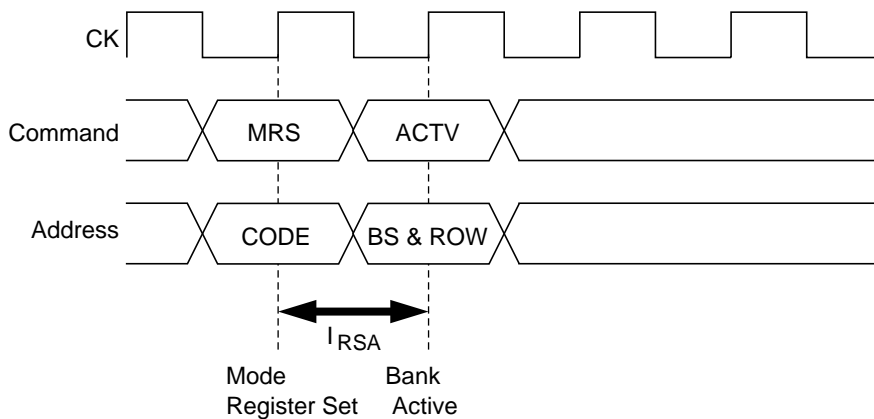 CK
Command
MRS
ACTV
Address
CODE
BS & ROW
l RSA
Mode
Register Set
Bank
Active